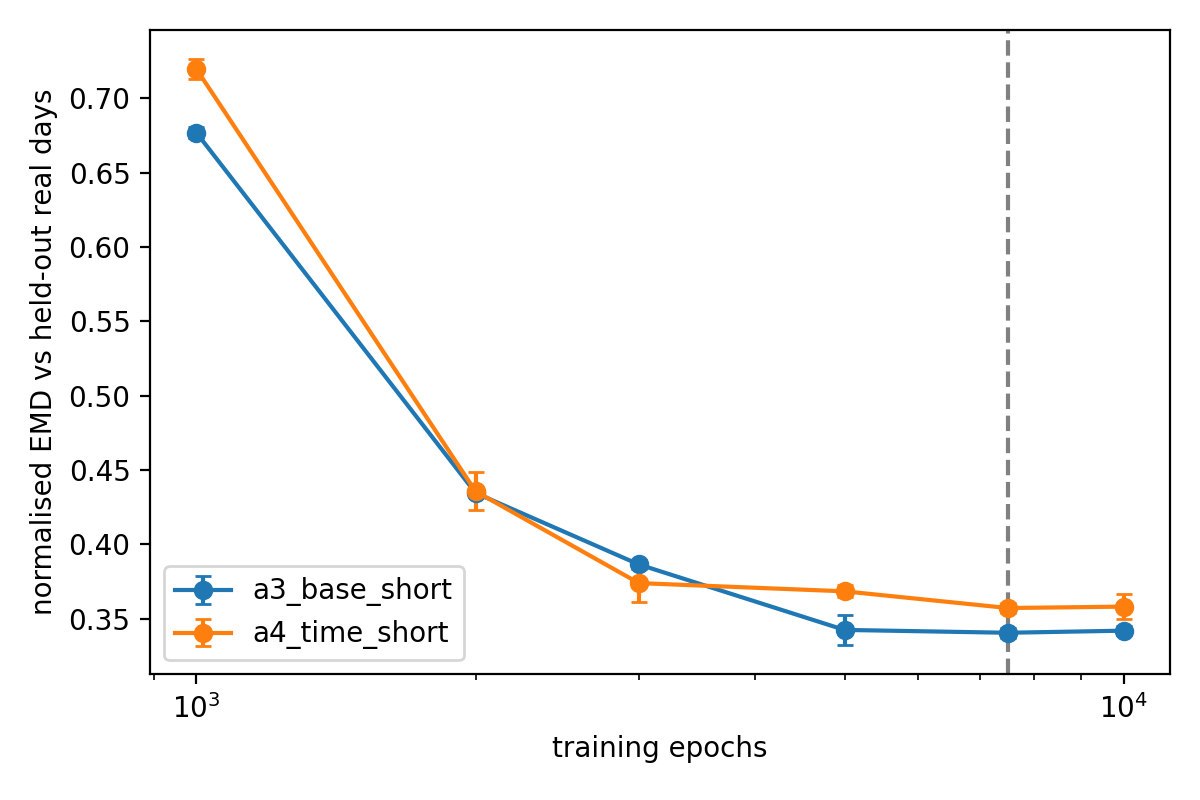 normalised EMD vs held-out real days
0.70
0.65
0.60
0.55
0.50
0.45
0.40
0.35
a3_base_short
a4_time_short
10³
10⁴
training epochs